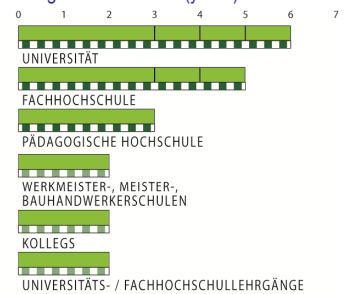 0 1 2 3 4 5 6 7
UNIVERSITÄT
FACHHOCHSCHULE
PÄDAGOGISCHE HOCHSCHULE
WERKMEISTER-, MEISTER-,
BAUHANDWERKERSCHULEN
KOLLEGS
UNIVERSITÄTS- / FACHHOCHSCHULLEHRGÄNGE